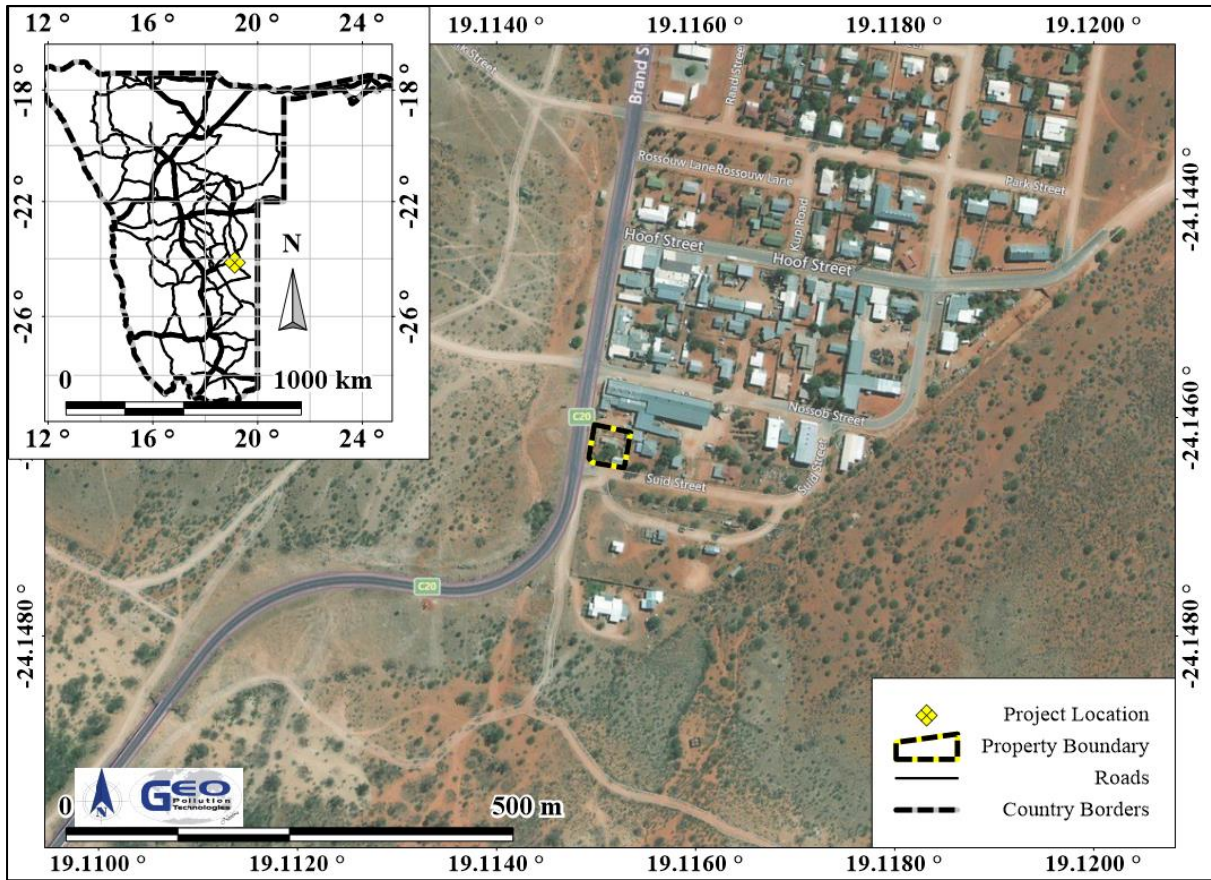 12 ° 16 ° 20 ° 24 °
19.1140 ° 19.1160 ° 19.1180 ° 19.1200 °
-18 °
-22 °
-26 °
-18 °
-22 °
-26 °
N
0 1000 km
12 ° 16 ° 20 ° 24 °
Park Street
Brand S
Raad Street
Rossouw Lane Rossouw Lane
Kup Road
Park Street
Hoof Street
Hoof Street
Nossob Street
C20
Suid Street
Suid Street
C20
-24.1440 °
-24.1460 °
-24.1480 °
-24.1480 °
Project Location
Property Boundary
Roads
Country Borders
N
GEO
Pollution
Technologies
0 500 m
19.1100 ° 19.1120 ° 19.1140 ° 19.1160 ° 19.1180 ° 19.1200 °